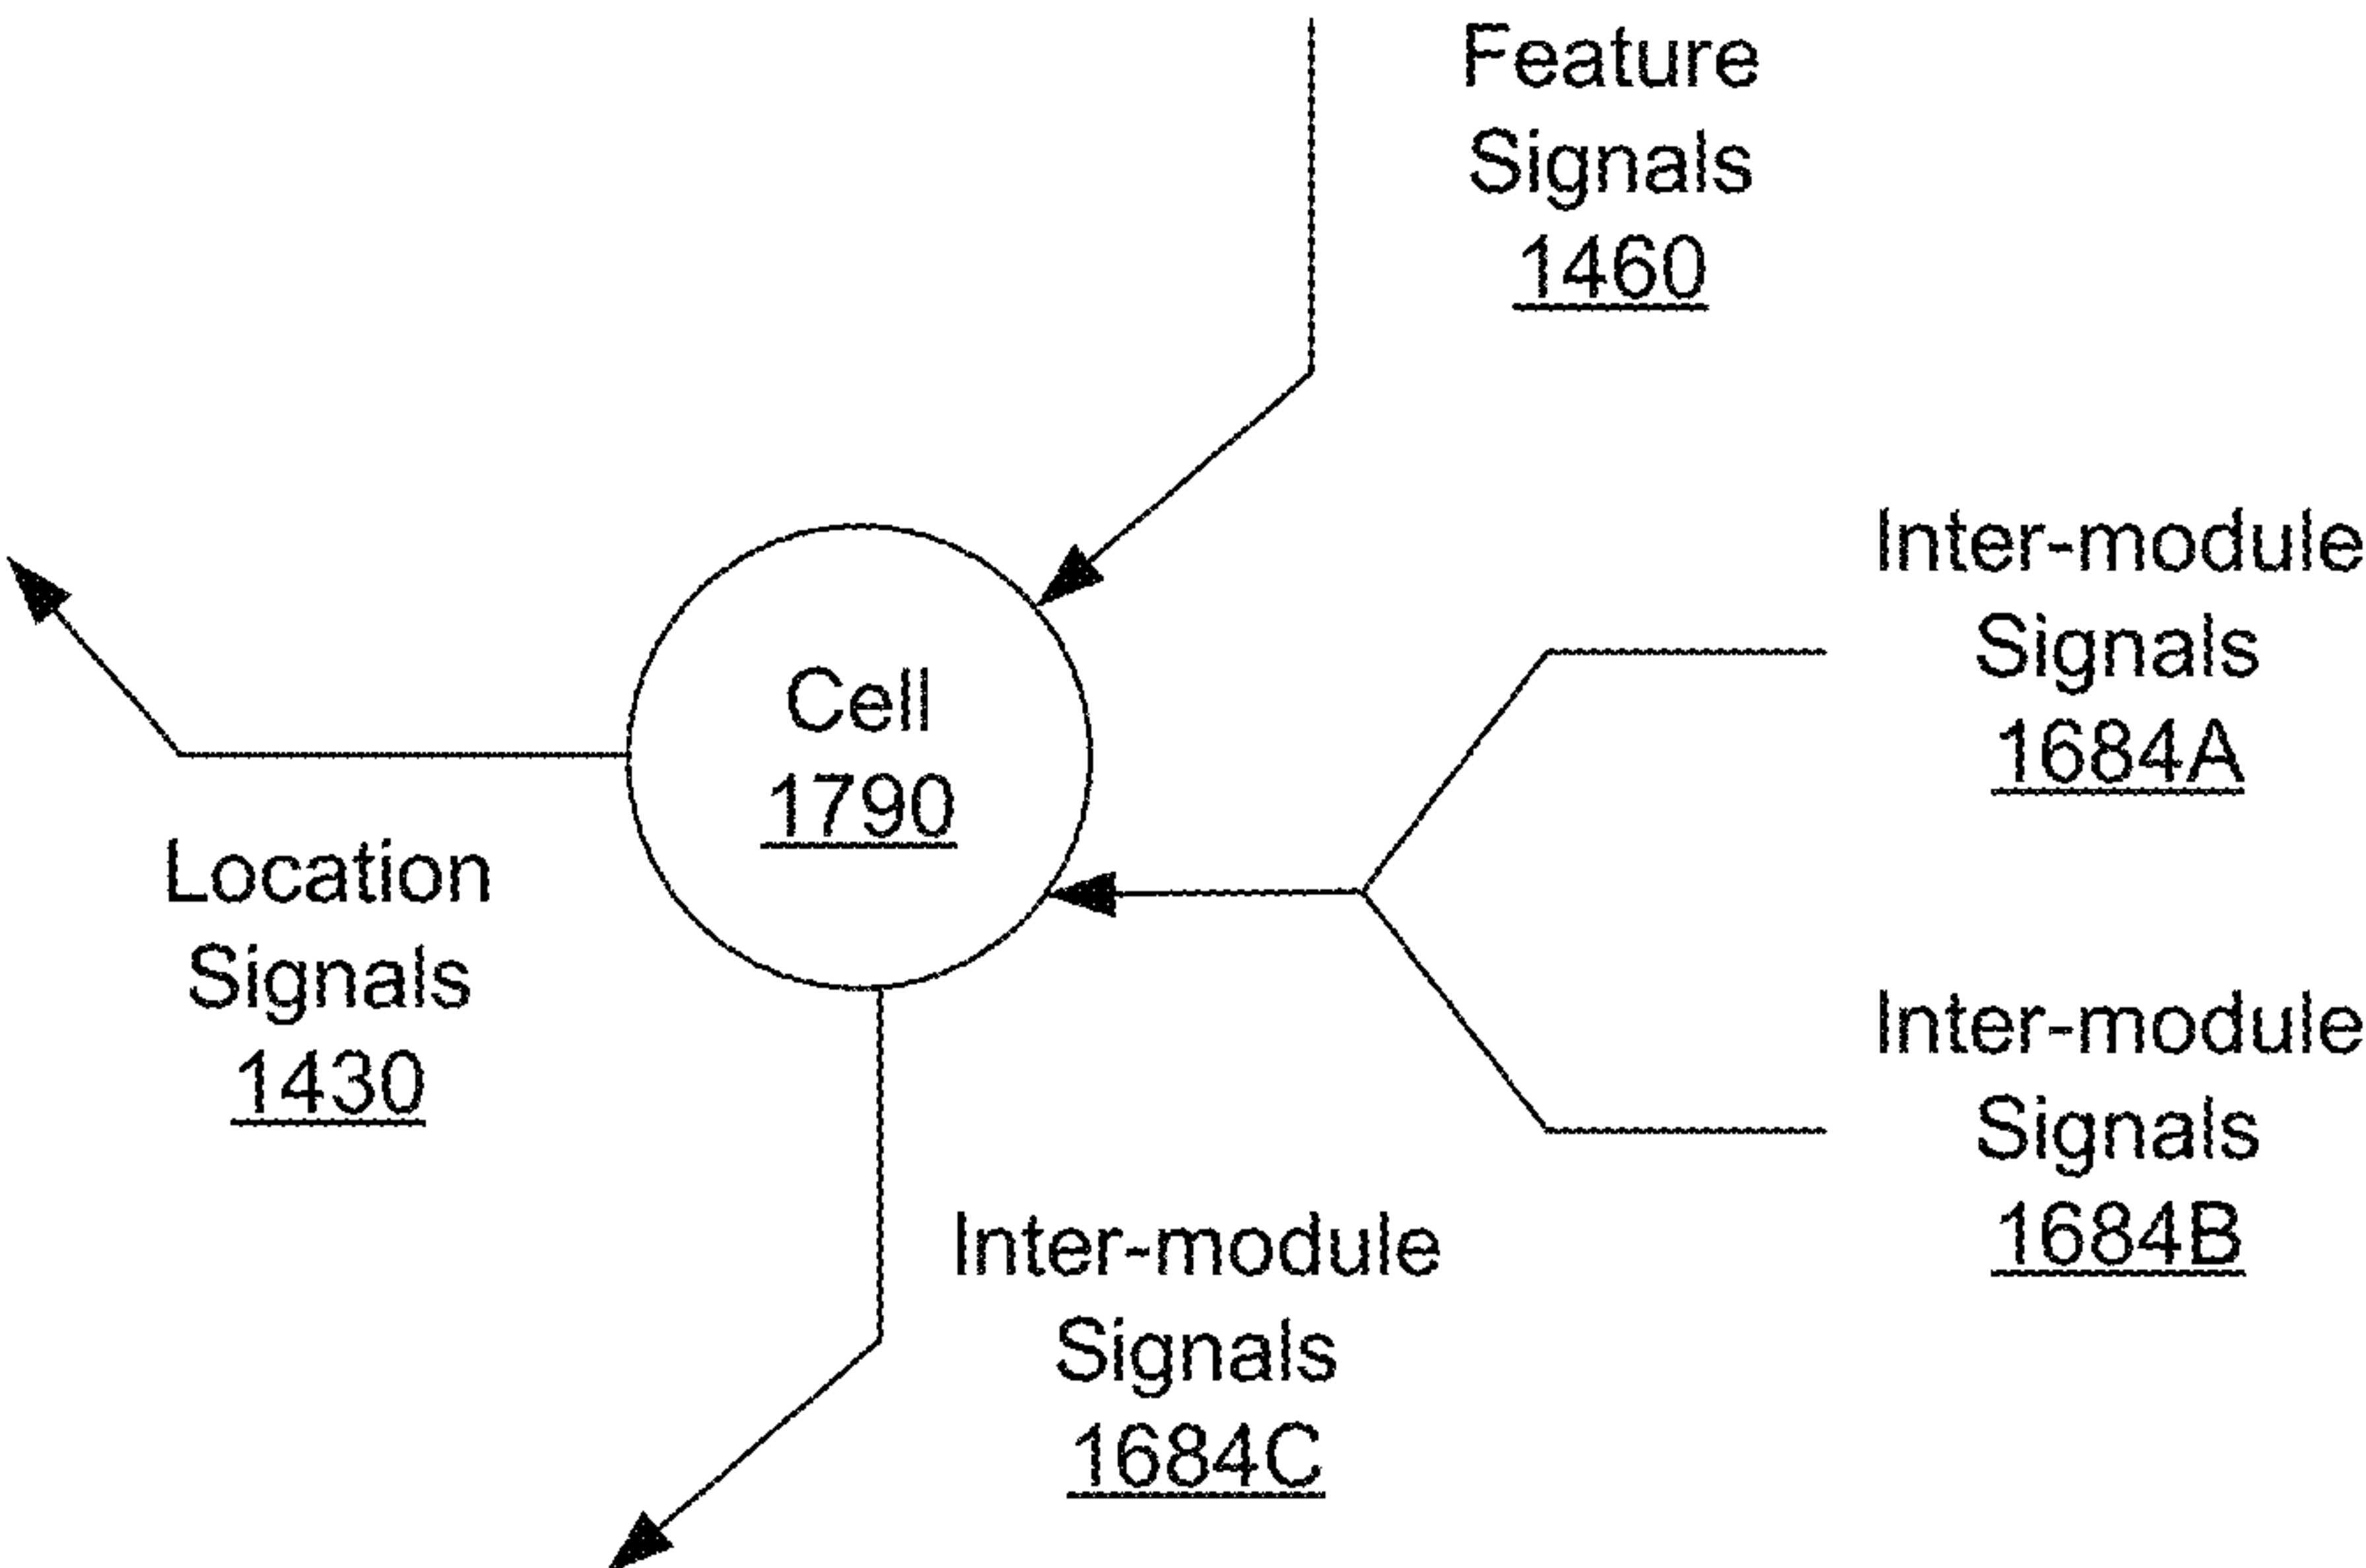 Feature
Signals
1460
Inter-module
Signals
1684A
Cell
1790
Location
Signals
1430
Inter-module
Signals
1684B
Inter-module
Signals
1684C